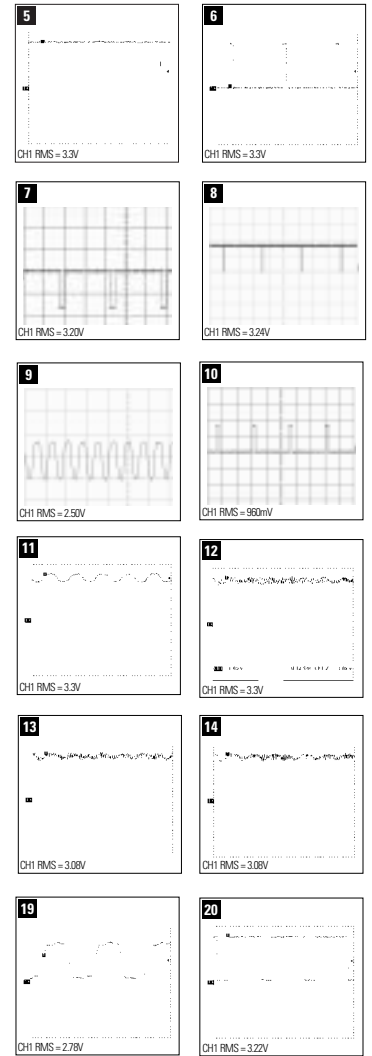 5
6
CH1 RMS = 3.3V
CH1 RMS = 3.3V
7
8
CH1 RMS = 3.20V
CH1 RMS = 3.24V
9
10
CH1 RMS = 2.50V
CH1 RMS = 960mV
11
12
CH1 RMS = 3.3V
CH1 RMS = 3.3V
13
14
CH1 RMS = 3.08V
CH1 RMS = 3.08V
19
20
CH1 RMS = 2.78V
CH1 RMS = 3.22V